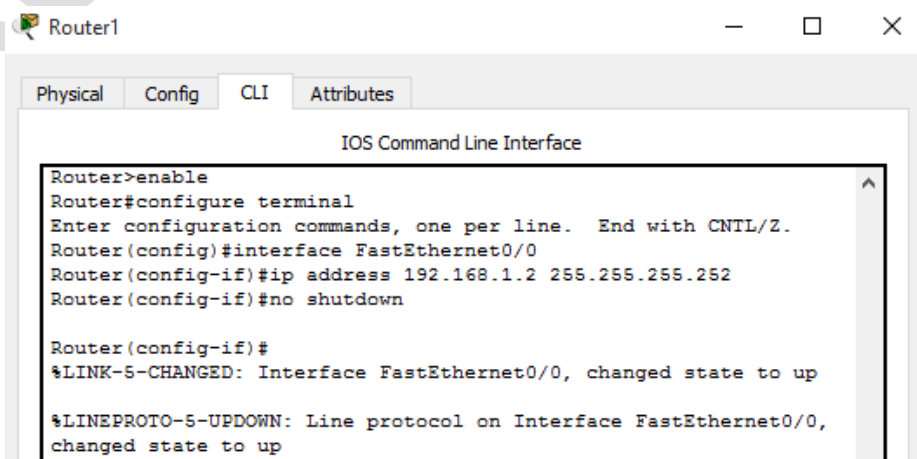 Router1
Physical Config CLI Attributes
IOS Command Line Interface
Router>enable
Router#configure terminal
Enter configuration commands, one per line.  End with CNTL/Z.
Router(config)#interface FastEthernet0/0
Router(config-if)#ip address 192.168.1.2 255.255.255.252
Router(config-if)#no shutdown
Router(config-if)#
%LINK-5-CHANGED: Interface FastEthernet0/0, changed state to up
%LINEPROTO-5-UPDOWN: Line protocol on Interface FastEthernet0/0,
changed state to up